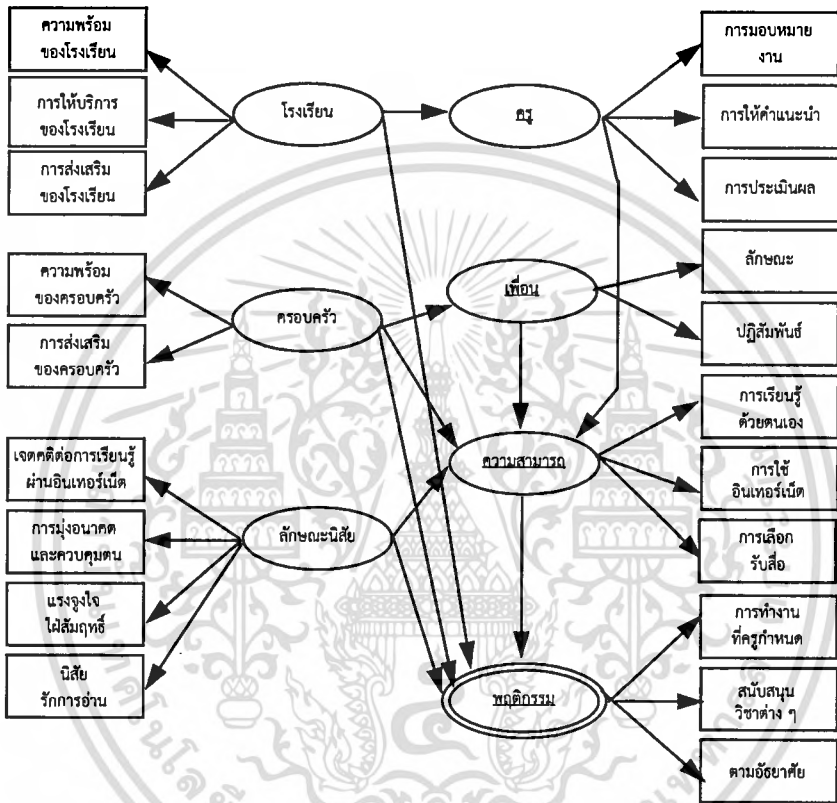 ความพร้อม
ของโรงเรียน
การให้บริการ
ของโรงเรียน
การส่งเสริม
ของโรงเรียน
โรงเรียน
ครู
การมอบหมาย
งาน
การให้คำแนะนำ
การประเมินผล
ความพร้อม
ของครอบครัว
การส่งเสริม
ของครอบครัว
ครอบครัว
เพื่อน
ลักษณะ
ปฏิสัมพันธ์
เจตคติต่อการเรียนรู้
ผ่านอินเทอร์เน็ต
การมุ่งอนาคต
และควบคุมตน
แรงจูงใจ
ใฝ่สัมฤทธิ์
นิสัย
รักการอ่าน
ลักษณะนิสัย
ความสามารถ
การเรียนรู้
ด้วยตนเอง
การใช้
อินเทอร์เน็ต
การเลือก
รับสื่อ
พฤติกรรม
การทำงาน
ที่ครูกำหนด
สนับสนุน
วิชาต่าง ๆ
ตามอัธยาศัย